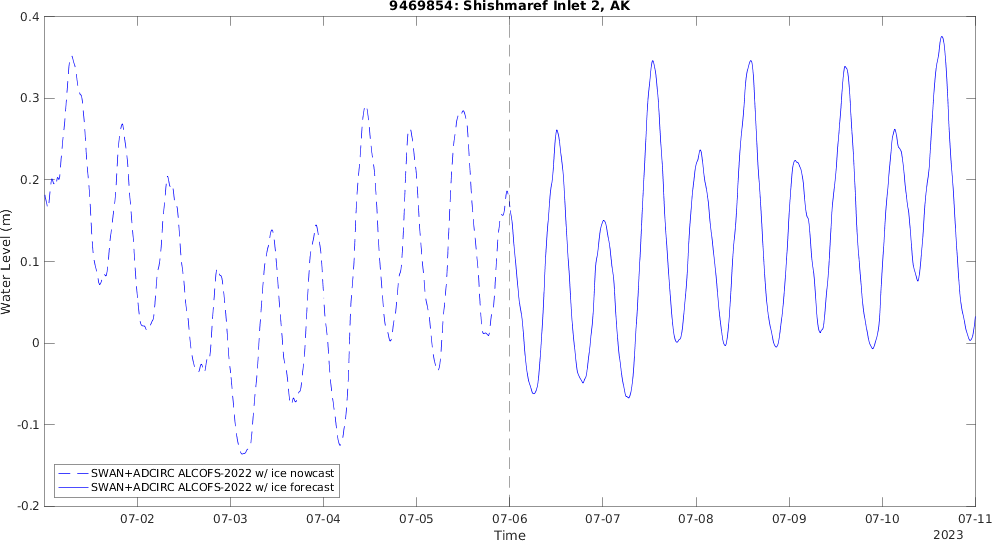 9469854: Shishmaref Inlet 2, AK
0.4
0.3
0.2
0.1
0
-0.1
-0.2
Water Level (m)
SWAN+ADCIRC ALCOFS-2022 w/ ice nowcast
SWAN+ADCIRC ALCOFS-2022 w/ ice forecast
07-02 07-03 07-04 07-05 07-06 07-07 07-08 07-09 07-10 07-11
Time
2023